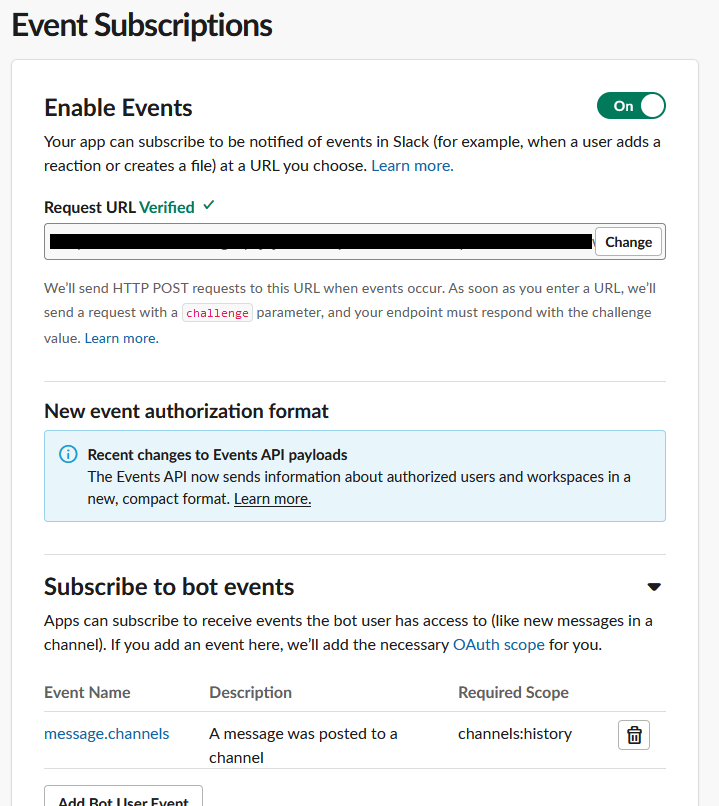 Event Subscriptions
Enable Events
On
Your app can subscribe to be notified of events in Slack (for example, when a user adds a
reaction or creates a file) at a URL you choose. Learn more.
Request URL Verified ✓
Change
We’ll send HTTP POST requests to this URL when events occur. As soon as you enter a URL, we’ll
send a request with a challenge parameter, and your endpoint must respond with the challenge
value. Learn more.
New event authorization format
Recent changes to Events API payloads
The Events API now sends information about authorized users and workspaces in a
new, compact format. Learn more.
Subscribe to bot events
Apps can subscribe to receive events the bot user has access to (like new messages in a
channel). If you add an event here, we’ll add the necessary OAuth scope for you.
Event Name Description Required Scope
message.channels A message was posted to a channels:history
channel
Add Bot User Event